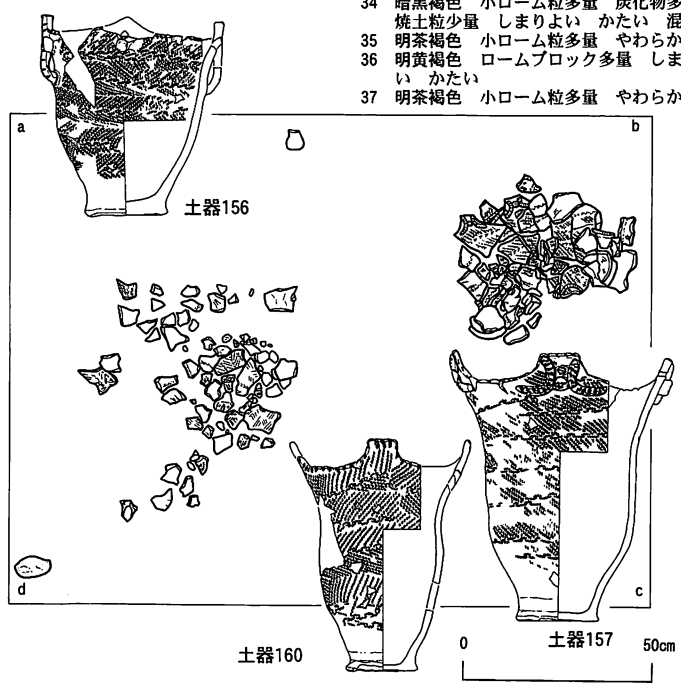 34 暗黒褐色 小ローム粒多量 炭化物多
焼土粒少量 しまりよい かたい 混
35 明茶褐色 小ローム粒多量 やわらか
36 明黄褐色 ロームブロック多量 しま
い かたい
37 明茶褐色 小ローム粒多量 やわらか
a
b
土器156
d
c
土器160
土器157
0 50cm